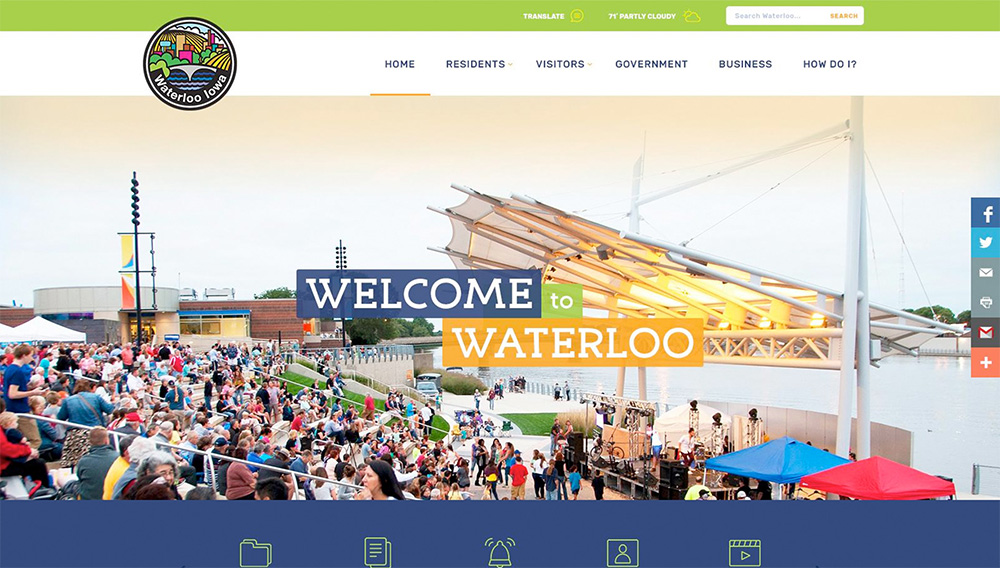 TRANSLATE
71° PARTLY CLOUDY
Search Waterloo...
SEARCH
Waterloo Iowa
HOME
RESIDENTS
VISITORS
GOVERNMENT
BUSINESS
HOW DO I?
WELCOME to
WATERLOO